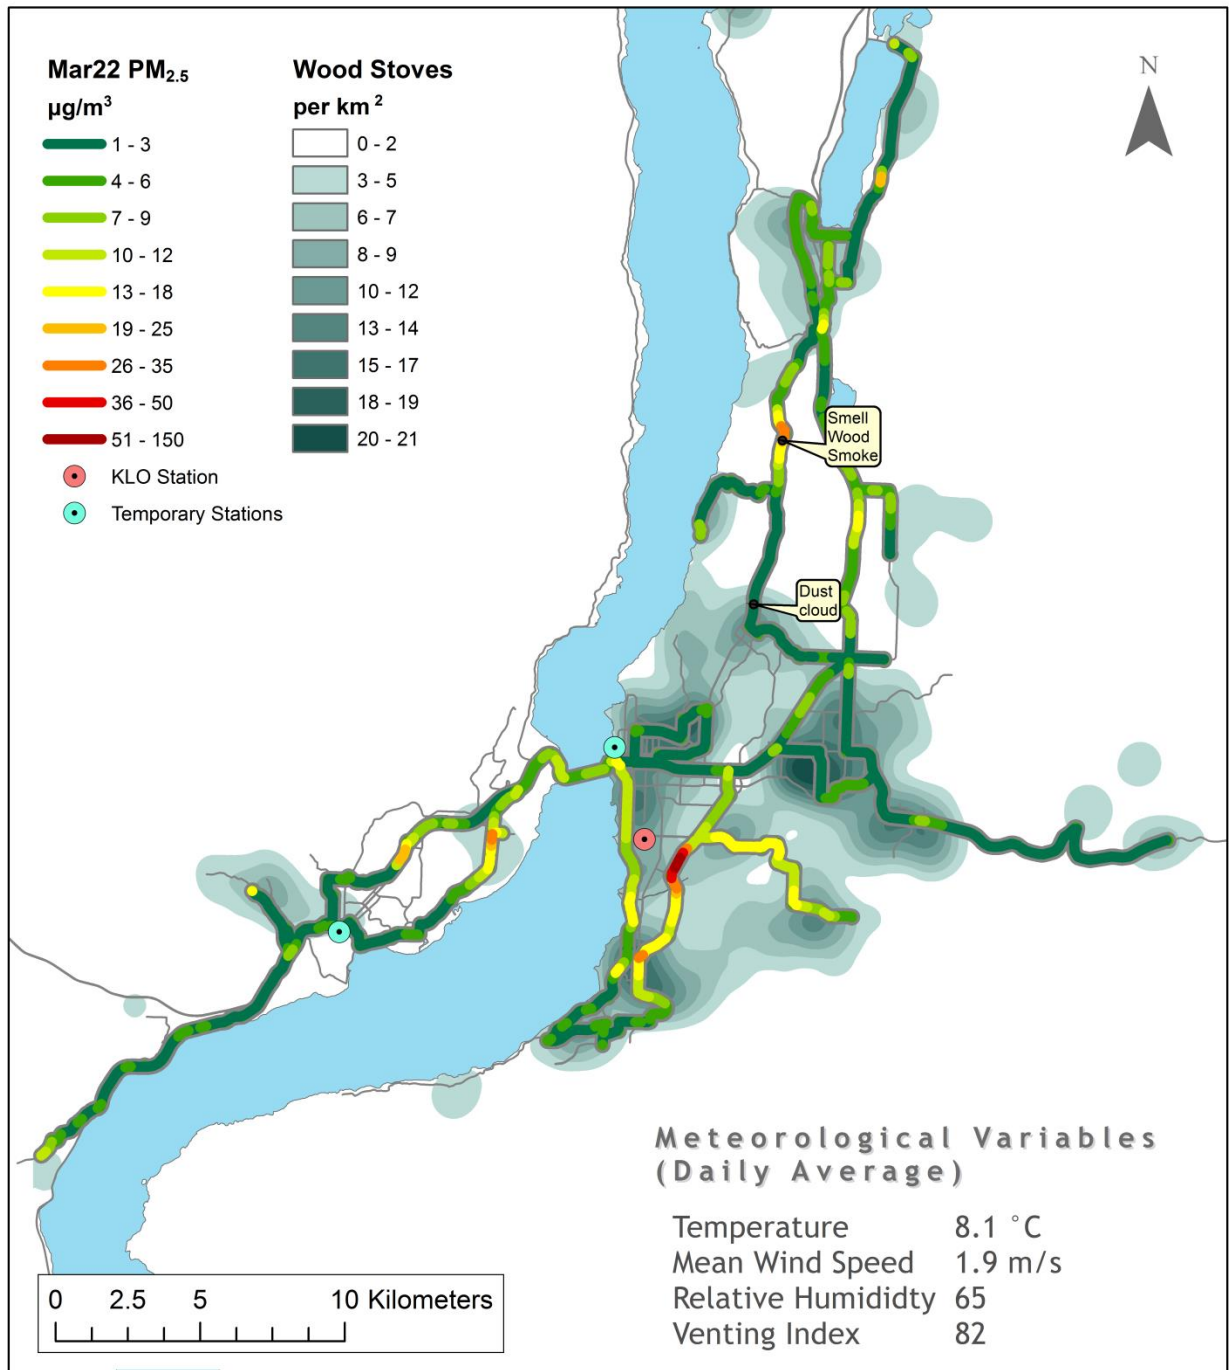 Mar22 PM2.5
µg/m³
1 - 3
4 - 6
7 - 9
10 - 12
13 - 18
19 - 25
26 - 35
36 - 50
51 - 150
KLO Station
Temporary Stations
Wood Stoves
per km ²
0 - 2
3 - 5
6 - 7
8 - 9
10 - 12
13 - 14
15 - 17
18 - 19
20 - 21
N
Smell
Wood
Smoke
Dust
cloud
Meteorological Variables
(Daily Average)
Temperature 8.1 °C
Mean Wind Speed 1.9 m/s
Relative Humididty 65
Venting Index 82
0 2.5 5 10 Kilometers